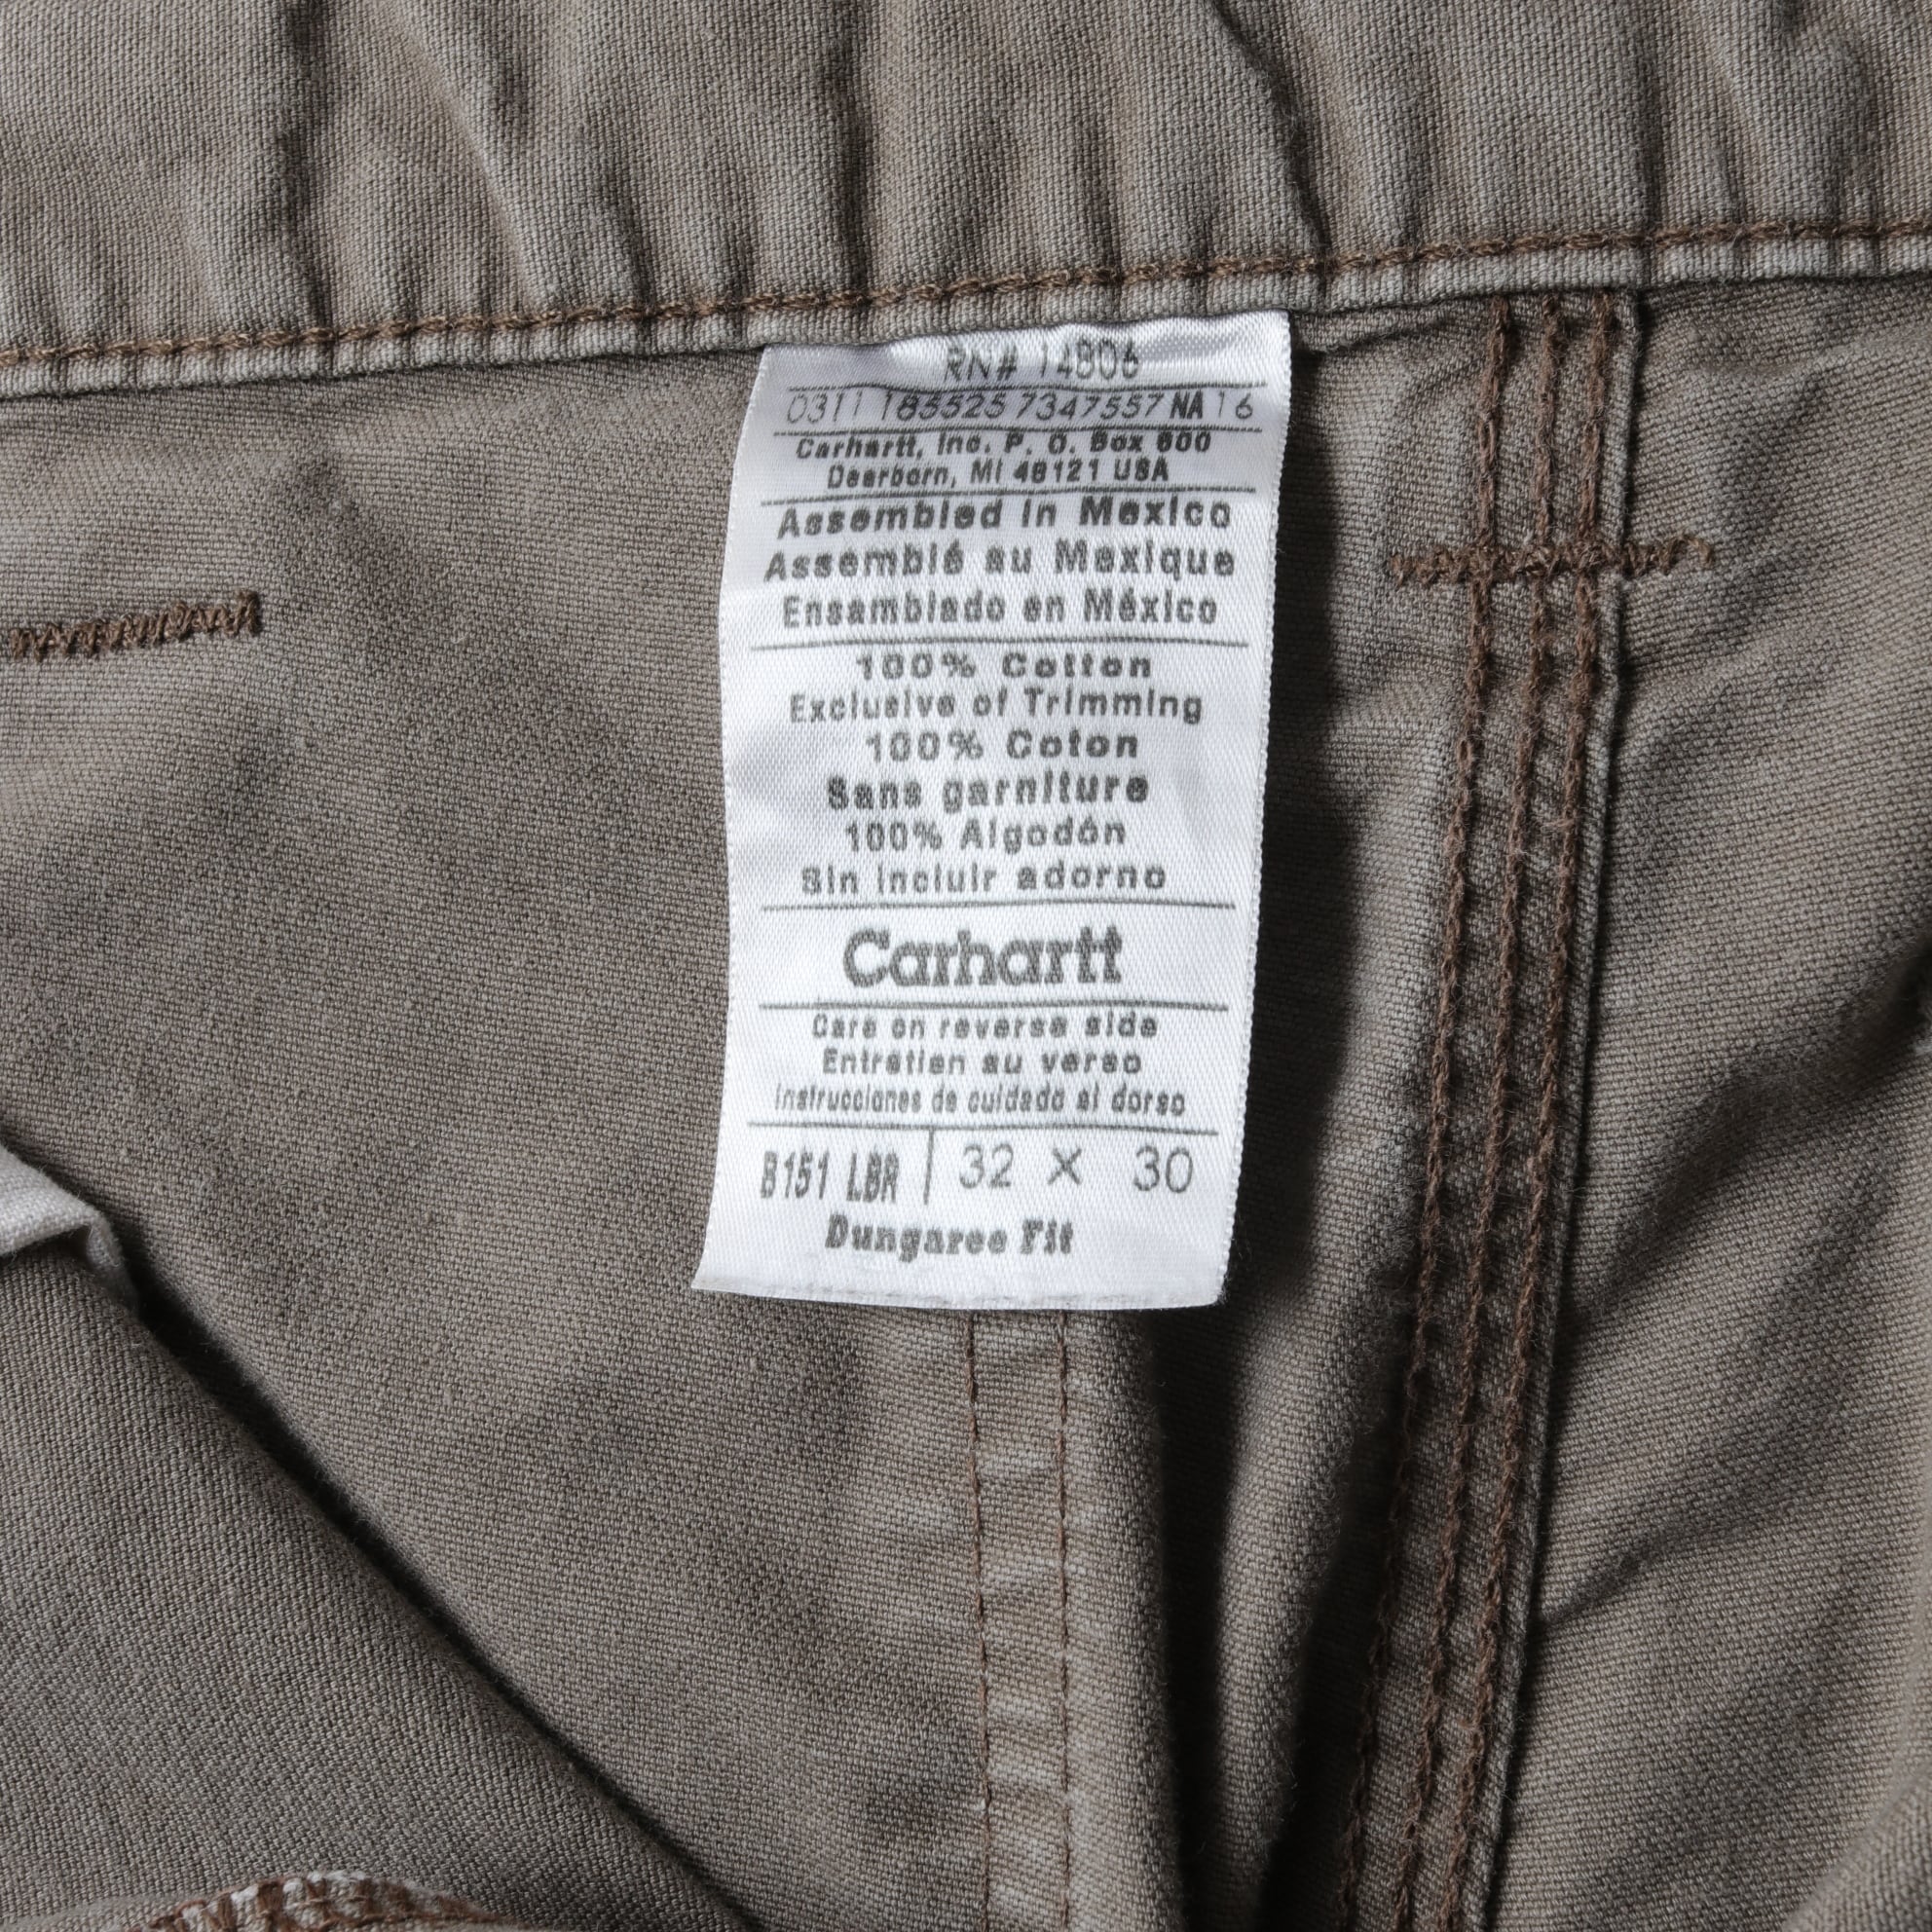 RN# 14806
0311 185525 7347557 NA 16
Carhartt, Inc. P. O. Box 600
Dearborn, MI 48121 USA
Assembled in Mexico
Assemblé au Mexique
Ensamblado en México
100% Cotton
Exclusive of Trimming
100% Coton
Sans garniture
100% Algodón
Sin incluir adorno
Carhartt
Care on reverse side
Entretien au verso
Instrucciones de cuidado al dorso
B151 LBR 32 X 30
Dungaree Fit